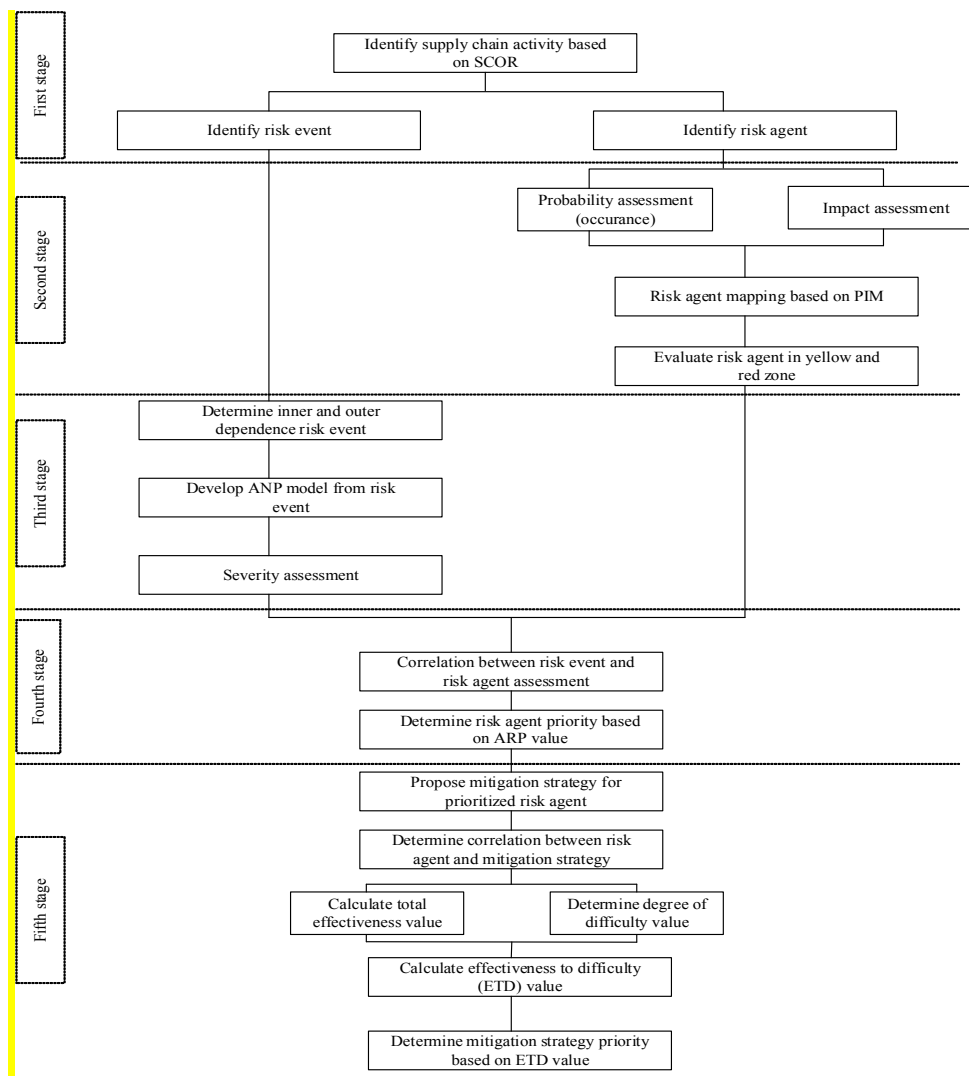 First stage
Identify supply chain activity based
on SCOR
Identify risk event
Identify risk agent
Second stage
Probability assessment
(occurance)
Impact assessment
Risk agent mapping based on PIM
Evaluate risk agent in yellow and
red zone
Third stage
Determine inner and outer
dependence risk event
Develop ANP model from risk
event
Severity assessment
Fourth stage
Correlation between risk event and
risk agent assessment
Determine risk agent priority based
on ARP value
Fifth stage
Propose mitigation strategy for
prioritized risk agent
Determine correlation between risk
agent and mitigation strategy
Calculate total
effectiveness value
Determine degree of
difficulty value
Calculate effectiveness to difficulty
(ETD) value
Determine mitigation strategy priority
based on ETD value